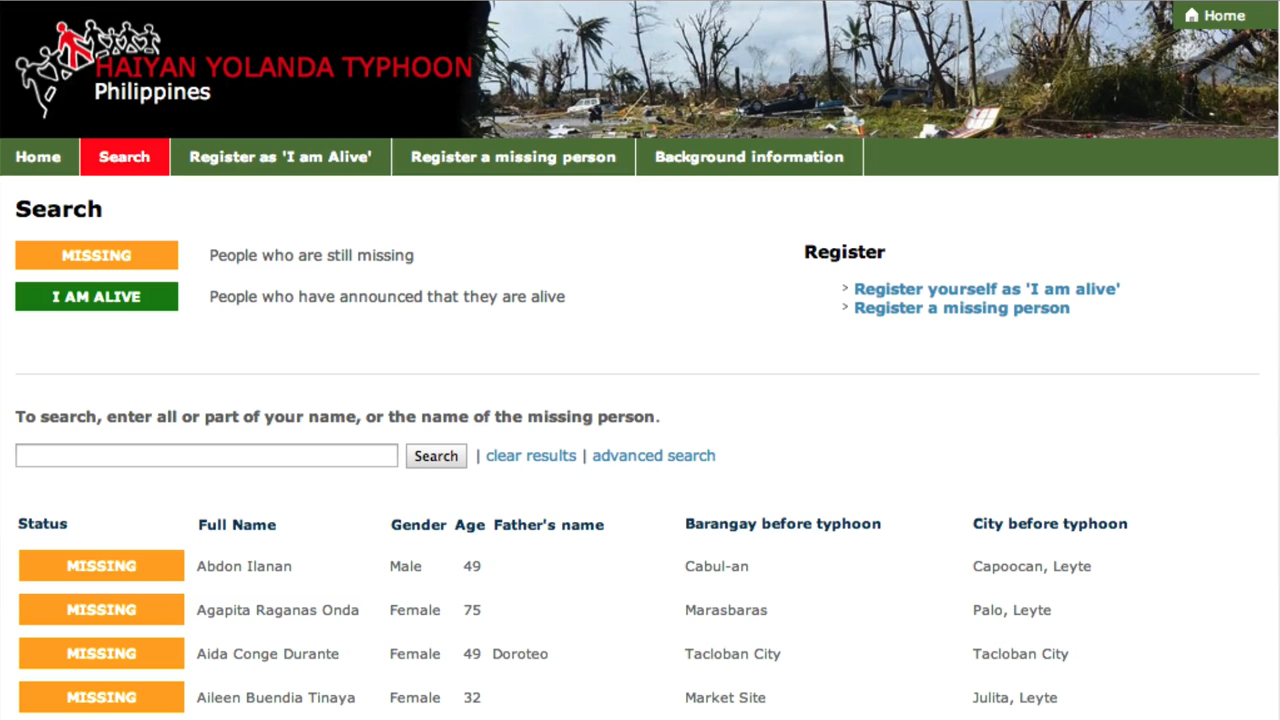 Home
HAIYAN YOLANDA TYPHOON
Philippines
Home Search Register as 'I am Alive' Register a missing person Background information
Search
MISSING People who are still missing
I AM ALIVE People who have announced that they are alive
Register
> Register yourself as 'I am alive'
> Register a missing person
To search, enter all or part of your name, or the name of the missing person.
Search | clear results | advanced search
Status Full Name Gender Age Father's name Barangay before typhoon City before typhoon
MISSING Abdon Ilanan Male 49 Cabul-an Capoocan, Leyte
MISSING Agapita Raganas Onda Female 75 Marasbaras Palo, Leyte
MISSING Aida Conge Durante Female 49 Doroteo Tacloban City Tacloban City
MISSING Aileen Buendia Tinaya Female 32 Market Site Julita, Leyte